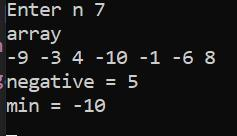 Enter n 7
array
-9 -3 4 -10 -1 -6 8
negative = 5
min = -10